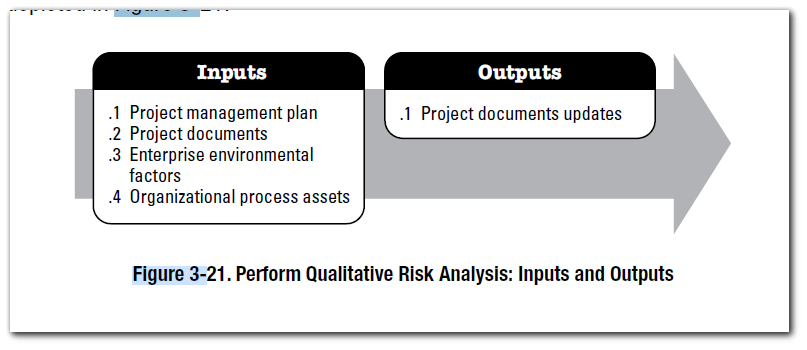 Inputs
.1 Project management plan
.2 Project documents
.3 Enterprise environmental
factors
.4 Organizational process assets
Outputs
.1 Project documents updates
Figure 3-21. Perform Qualitative Risk Analysis: Inputs and Outputs